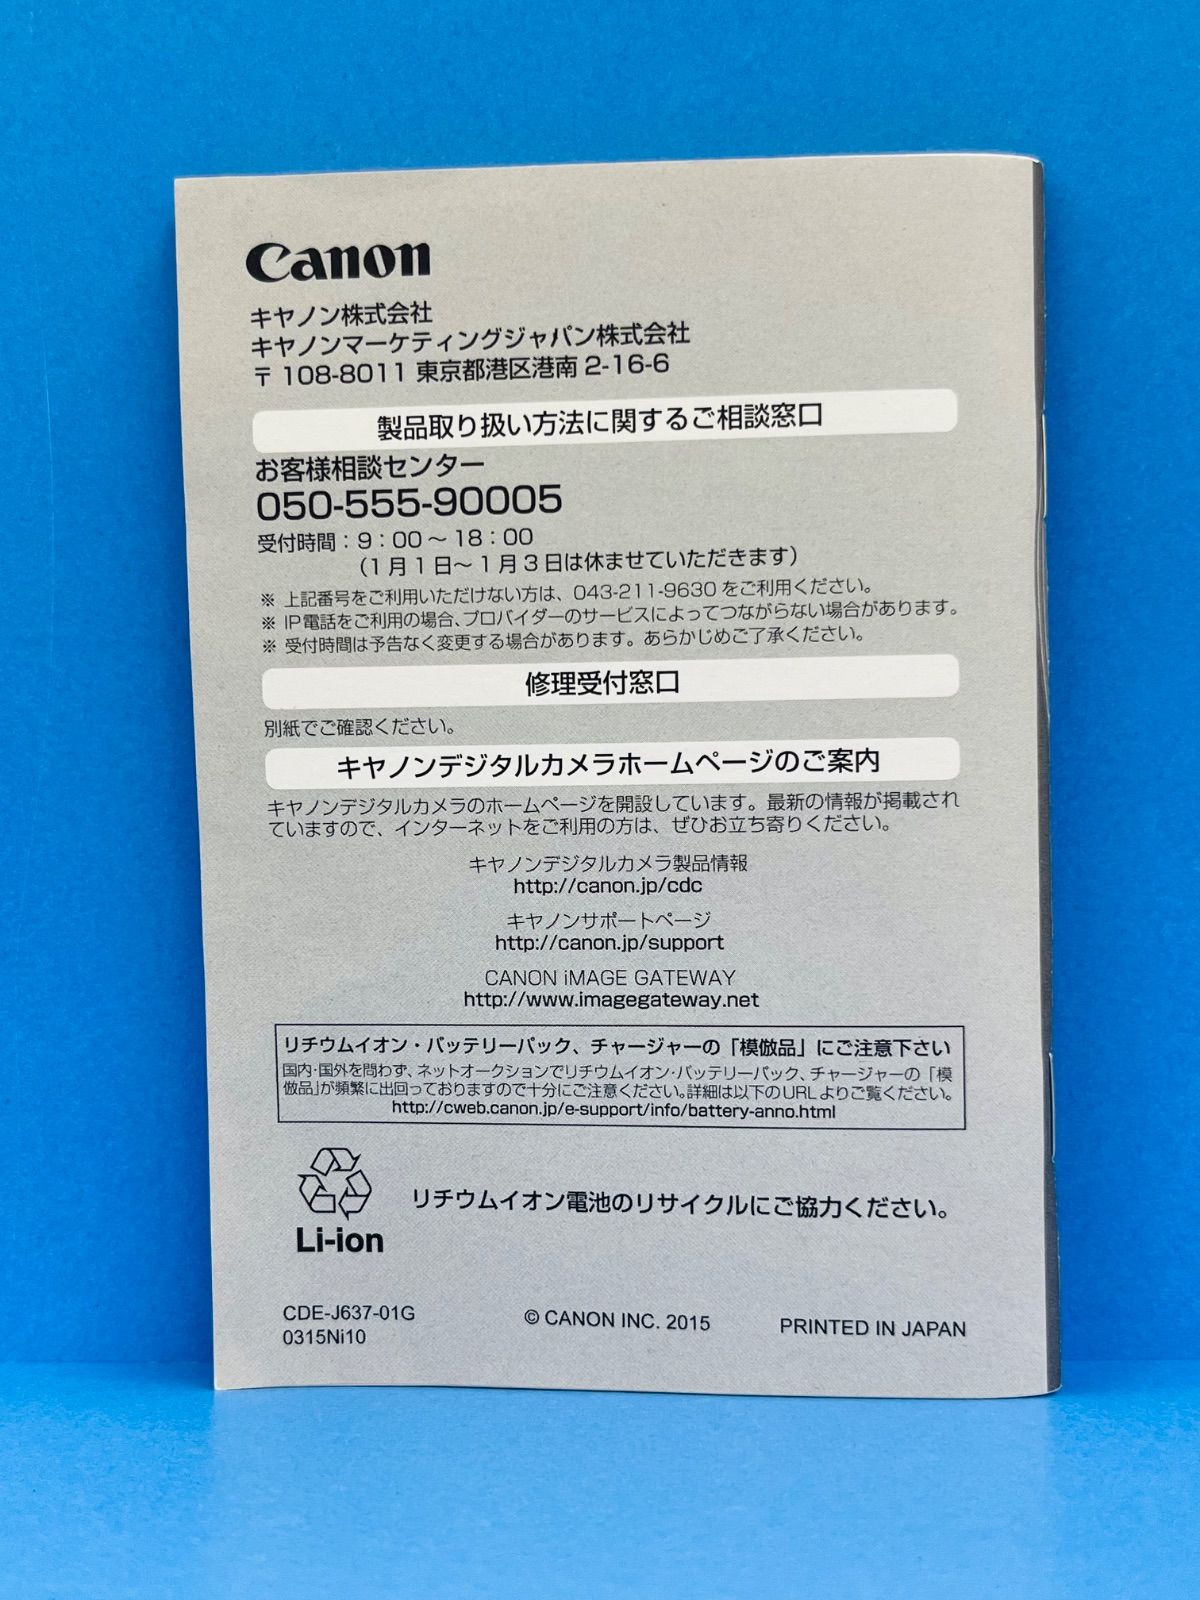 Canon
キヤノン株式会社
キヤノンマーケティングジャパン株式会社
〒 108-8011 東京都港区港南 2-16-6
製品取り扱い方法に関するご相談窓口
お客様相談センター
050-555-90005
受付時間：9：00～18：00
（1月1日～1月3日は休ませていただきます）
※ 上記番号をご利用いただけない方は、043-211-9630 をご利用ください。
※ IP電話をご利用の場合、プロバイダーのサービスによってつながらない場合があります。
※ 受付時間は予告なく変更する場合があります。あらかじめご了承ください。
修理受付窓口
別紙でご確認ください。
キヤノンデジタルカメラホームページのご案内
キヤノンデジタルカメラのホームページを開設しています。最新の情報が掲載され
ていますので、インターネットをご利用の方は、ぜひお立ち寄りください。
キヤノンデジタルカメラ製品情報
http://canon.jp/cdc
キヤノンサポートページ
http://canon.jp/support
CANON iMAGE GATEWAY
http://www.imagegateway.net
リチウムイオン・バッテリーパック、チャージャーの「模倣品」にご注意下さい
国内・国外を問わず、ネットオークションでリチウムイオン・バッテリーパック、チャージャーの「模
倣品」が頻繁に出回っておりますので十分にご注意ください。詳細は以下のURLよりご覧ください。
http://cweb.canon.jp/e-support/info/battery-anno.html
リチウムイオン電池のリサイクルにご協力ください。
Li-ion
CDE-J637-01G
0315Ni10
© CANON INC. 2015
PRINTED IN JAPAN